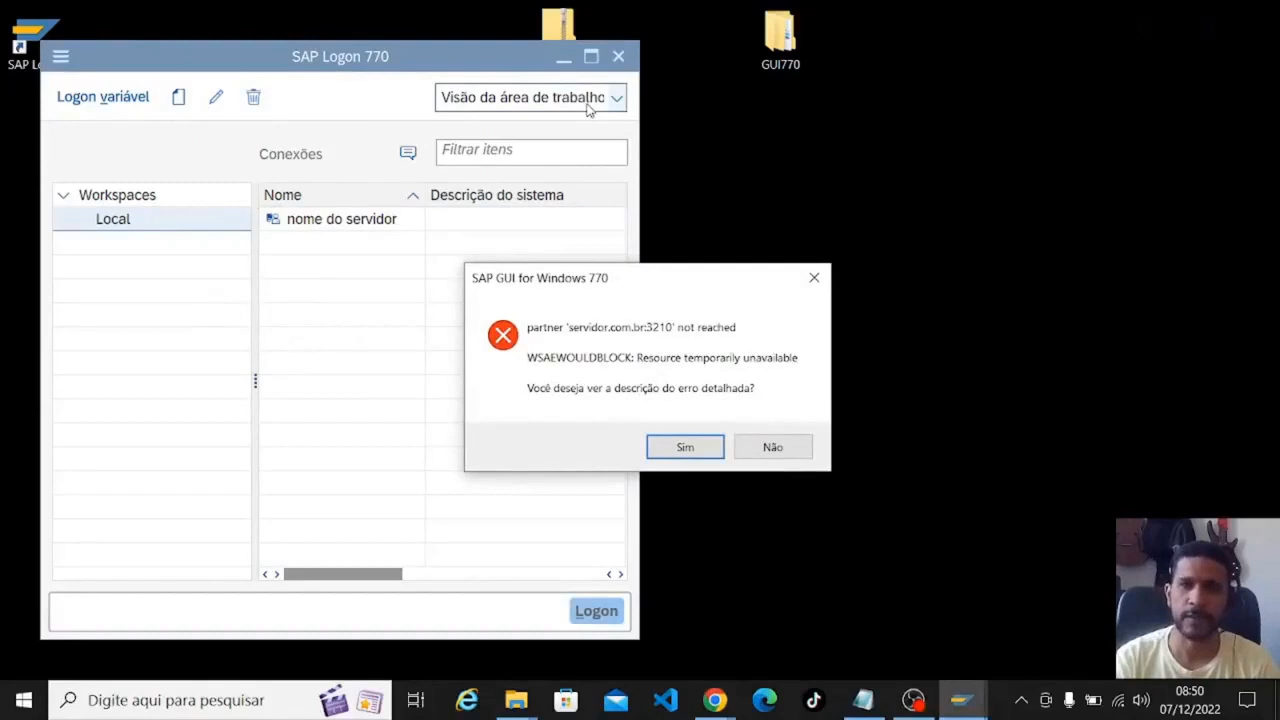 SAP Lo
GUI770
SAP Logon 770
Logon variável
Visão da área de trabalho
Conexões
Filtrar itens
Workspaces
Nome
Descrição do sistema
Local
nome do servidor
SAP GUI for Windows 770
partner 'servidor.com.br:3210' not reached
WSAEWOULDBLOCK: Resource temporarily unavailable
Você deseja ver a descrição do erro detalhada?
Sim
Não
Logon
Digite aqui para pesquisar
08:50
07/12/2022